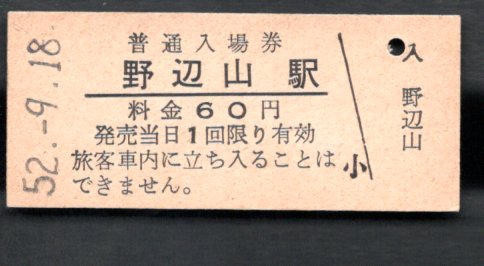 52.-9.18
普通入場券
野辺山駅
料金60円
発売当日1回限り有効
旅客車内に立ち入ることは
できません。
小
入 野辺山